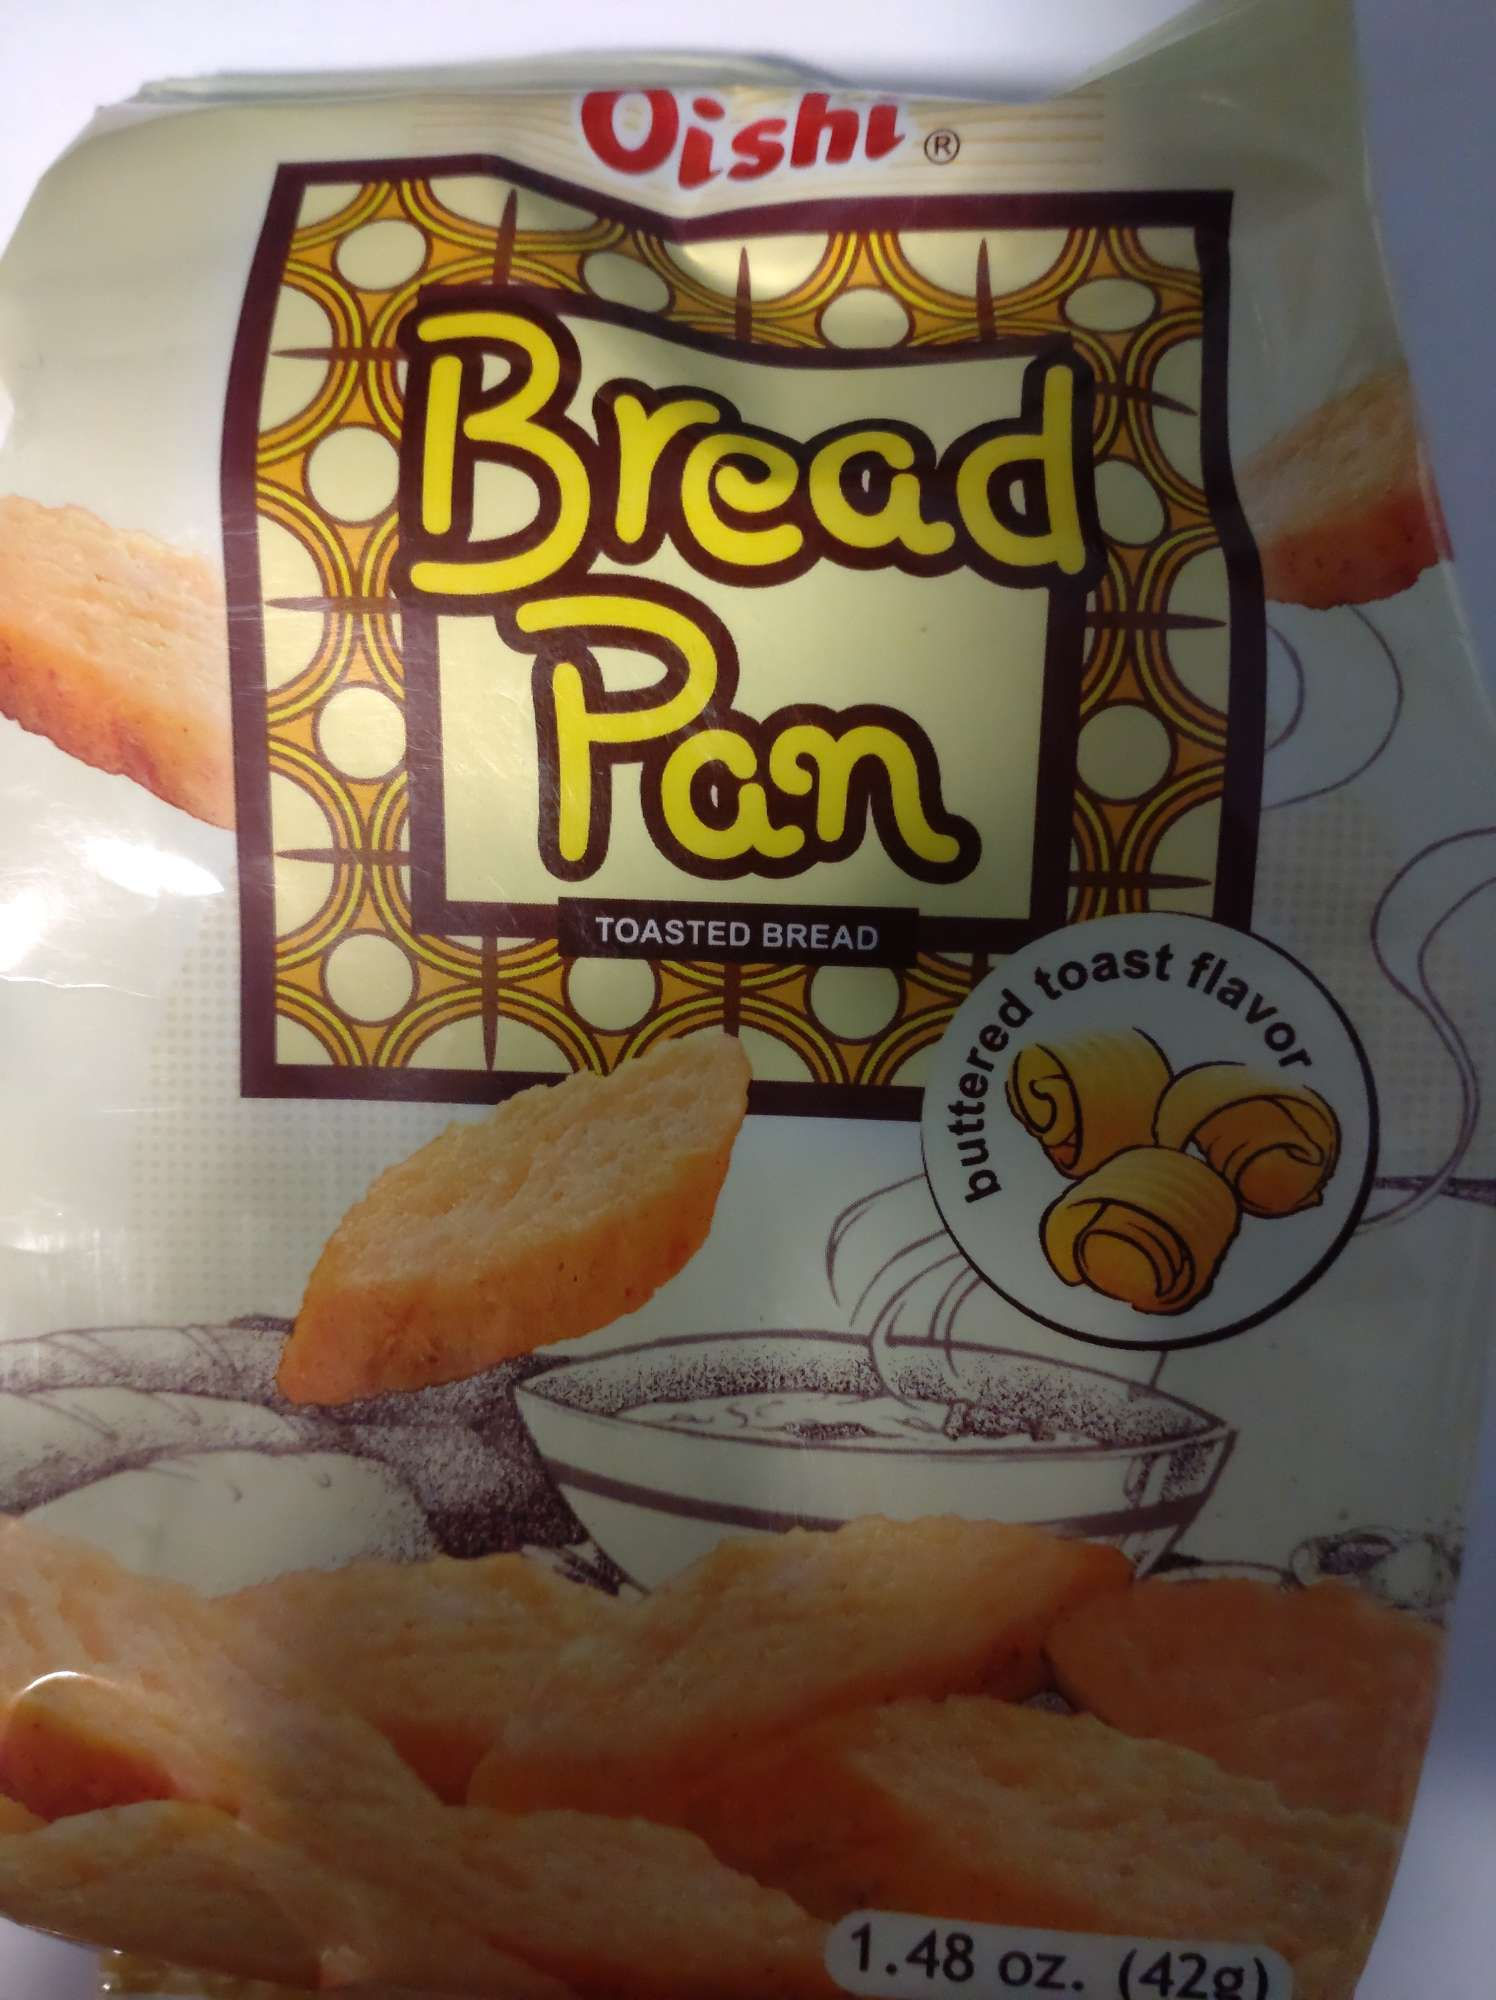 Oishi ®
Bread
Pan
TOASTED BREAD
buttered toast flavor
1.48 oz. (42g)